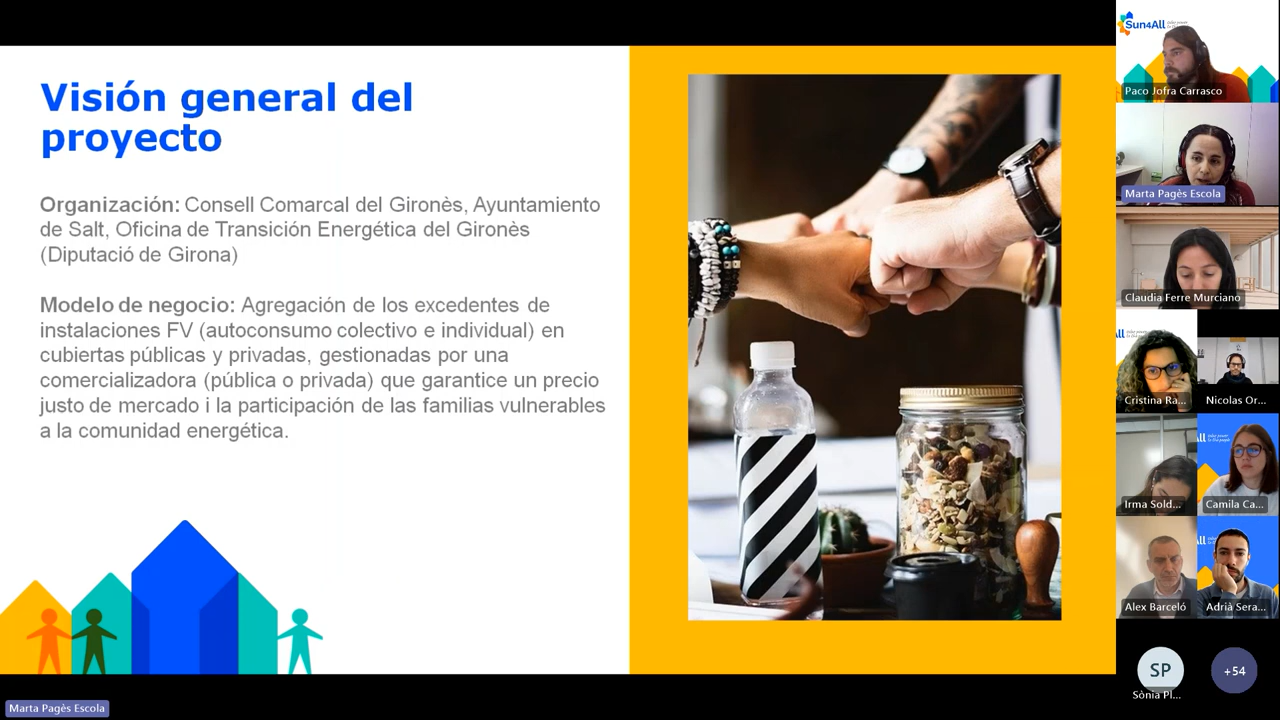 Visión general del
proyecto
Organización: Consell Comarcal del Gironès, Ayuntamiento
de Salt, Oficina de Transición Energética del Gironès
(Diputació de Girona)
Modelo de negocio: Agregación de los excedentes de
instalaciones FV (autoconsumo colectivo e individual) en
cubiertas públicas y privadas, gestionadas por una
comercializadora (pública o privada) que garantice un precio
justo de mercado i la participación de las familias vulnerables
a la comunidad energética.
Sun4All
Paco Jofra Carrasco
Marta Pagès Escola
Claudia Ferre Murciano
Cristina Ra...
Nicolas Or...
Irma Sold...
Camila Ca...
Alex Barceló
Adrià Sera...
SP
Sònia Pl...
+54
Marta Pagès Escola